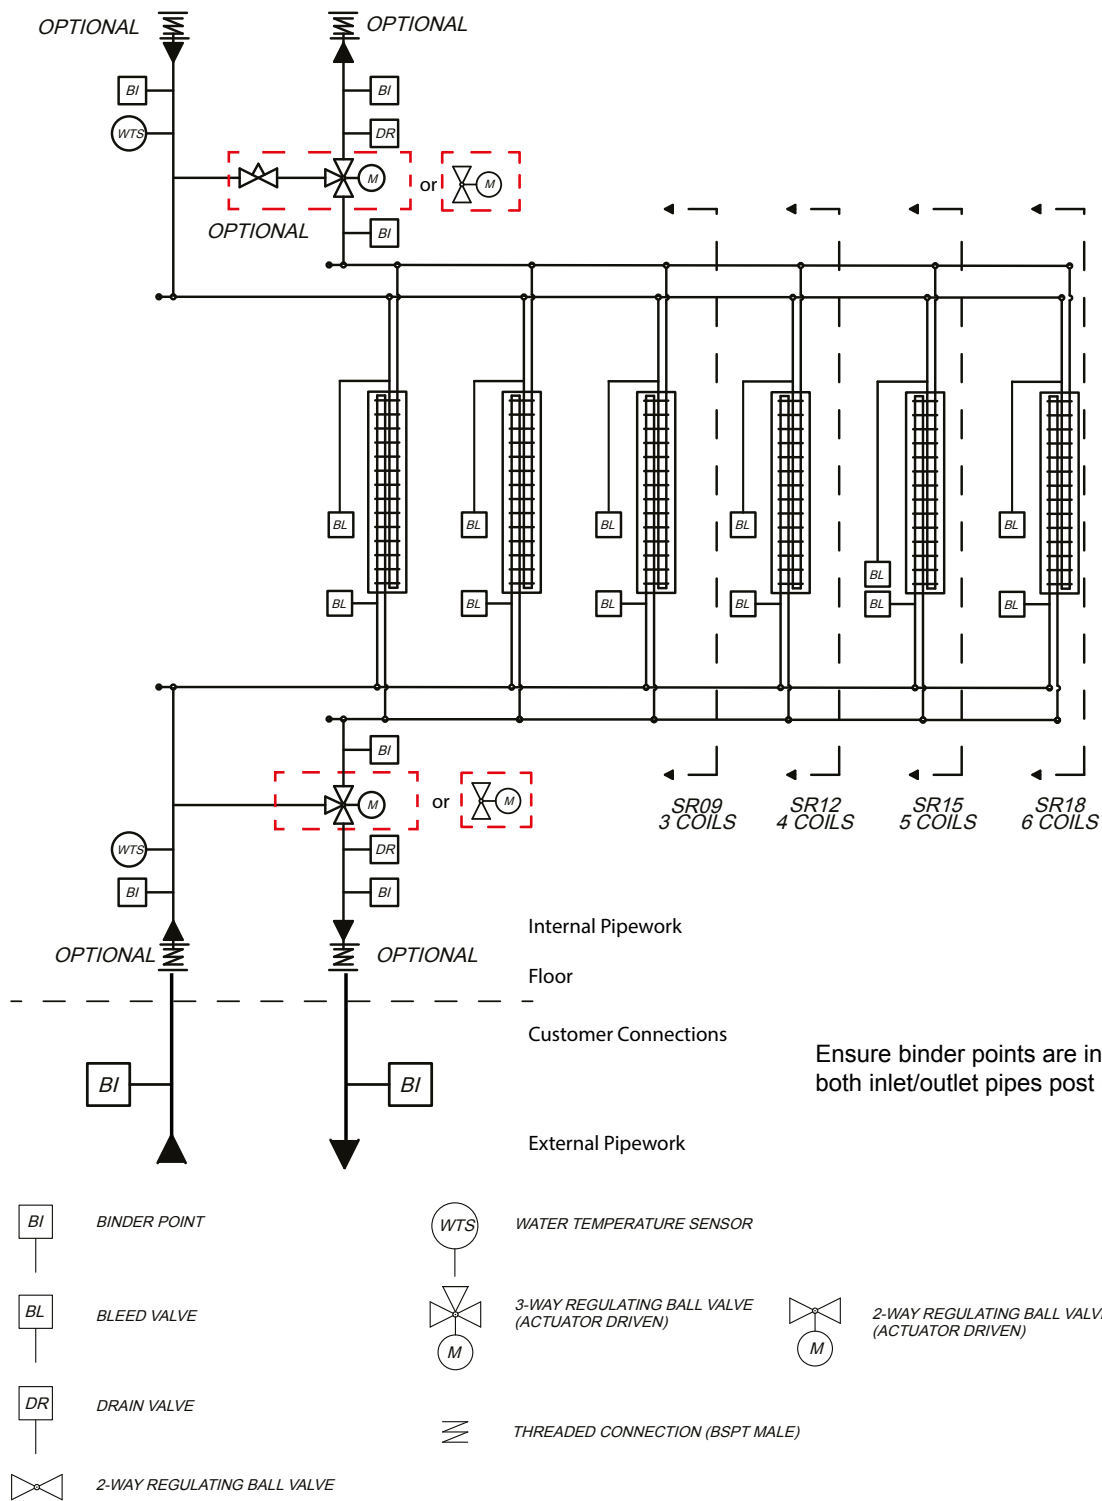 OPTIONAL
OPTIONAL
BI
BI
WTS
DR
M
or
M
OPTIONAL
BI
BL
BL
BL
BL
BL
BL
BL
BL
BL
BL
BL
BL
BI
M
or
M
SR09
3 COILS
SR12
4 COILS
SR15
5 COILS
SR18
6 COILS
WTS
DR
BI
BI
OPTIONAL
OPTIONAL
Internal Pipework
Floor
Customer Connections
Ensure binder points are in
both inlet/outlet pipes post
BI
BI
External Pipework
BI
BINDER POINT
WTS
WATER TEMPERATURE SENSOR
BL
BLEED VALVE
3-WAY REGULATING BALL VALVE
(ACTUATOR DRIVEN)
M
2-WAY REGULATING BALL VALV
(ACTUATOR DRIVEN)
M
DR
DRAIN VALVE
THREADED CONNECTION (BSPT MALE)
2-WAY REGULATING BALL VALVE